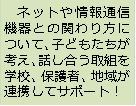 ネットや情報通信
機器との関わり方に
ついて、子どもたちが
考え、話し合う取組を
学校、保護者、地域が
連携してサポート!